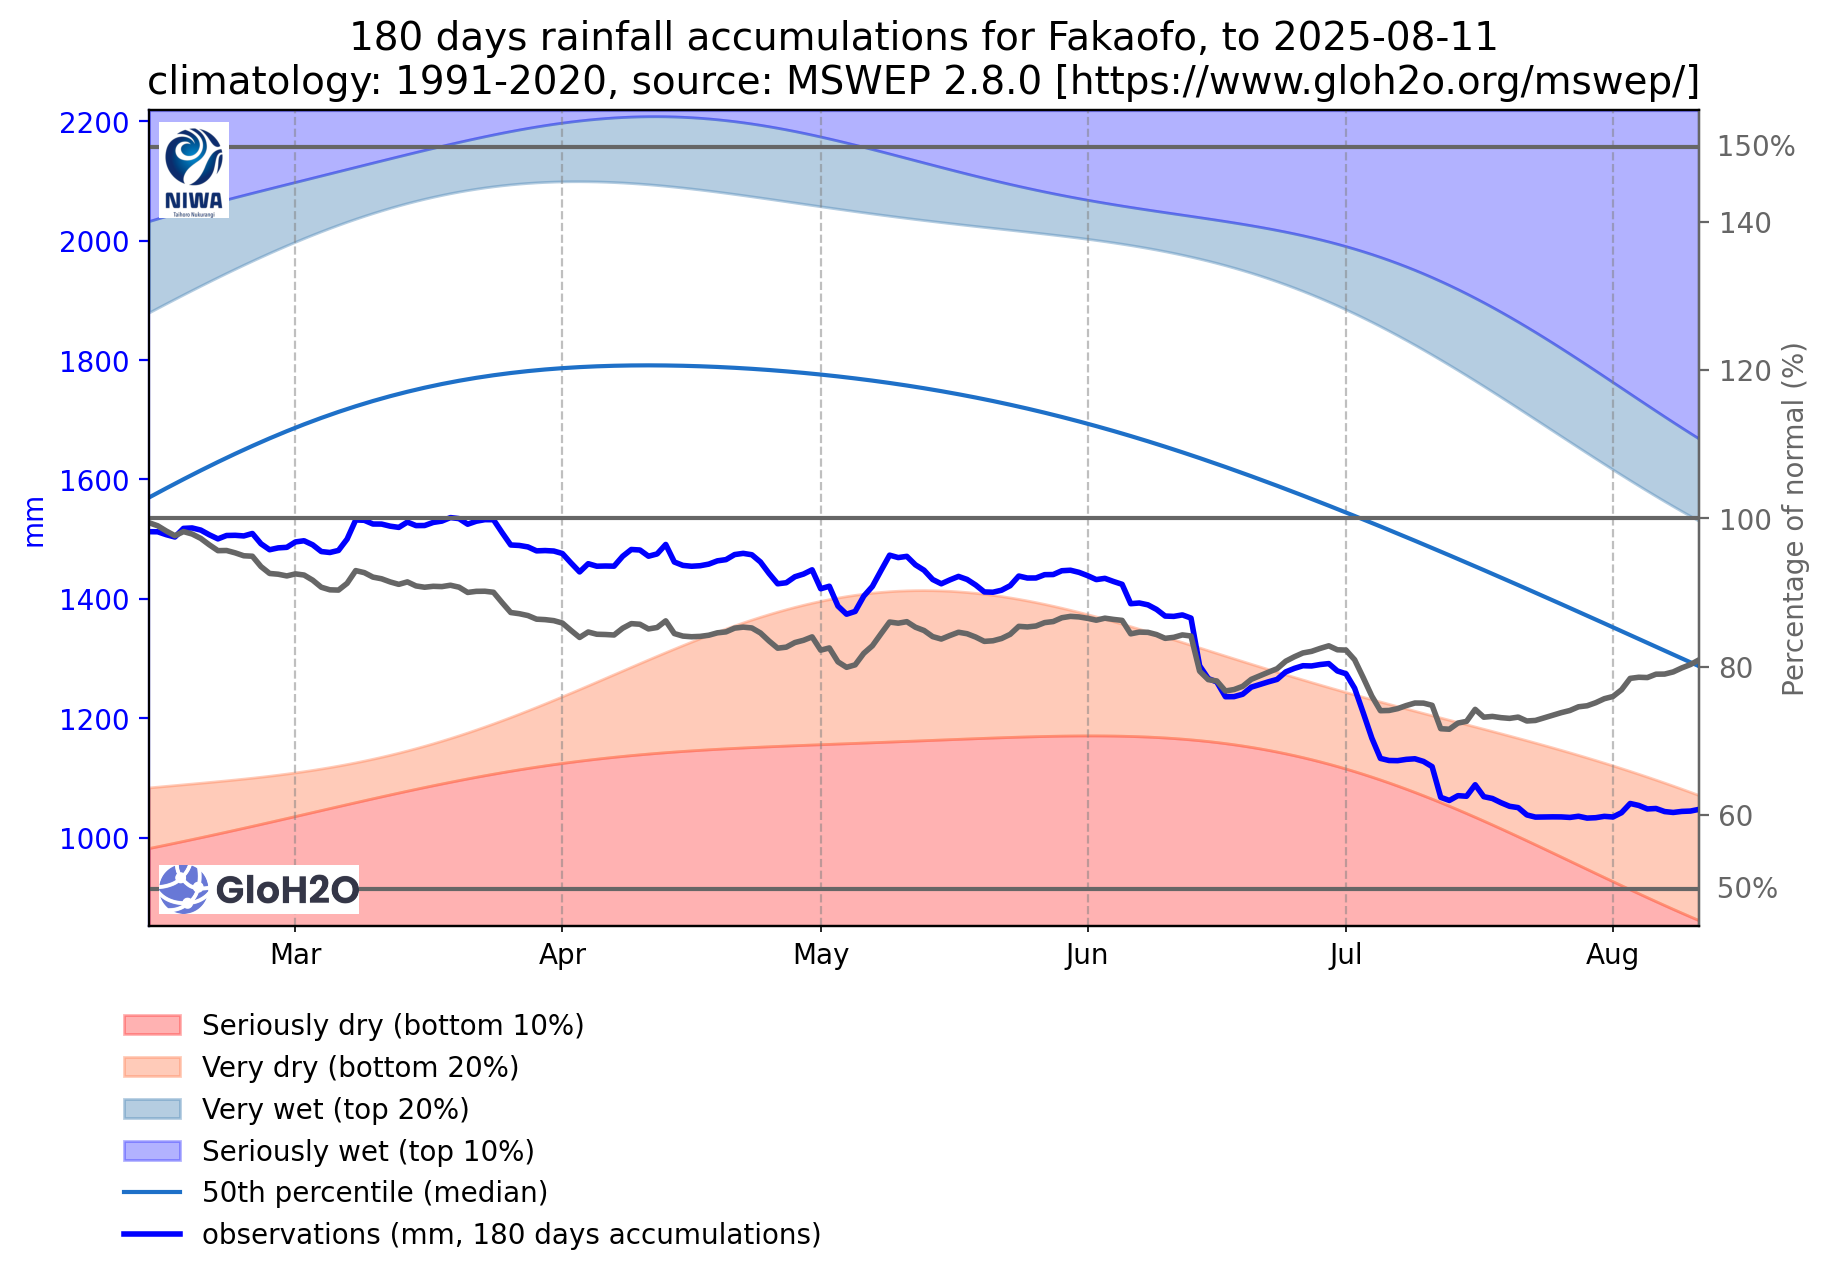 180 days rainfall accumulations for Fakaofo, to 2025-08-11
climatology: 1991-2020, source: MSWEP 2.8.0 [https://www.gloh2o.org/mswep/]
2200
2000
1800
1600
1400
1200
1000
mm
NIWA
Taihoro Nukurangi
GloH2O
150%
140
120
100
80
60
50%
Percentage of normal (%)
Mar
Apr
May
Jun
Jul
Aug
Seriously dry (bottom 10%)
Very dry (bottom 20%)
Very wet (top 20%)
Seriously wet (top 10%)
50th percentile (median)
observations (mm, 180 days accumulations)